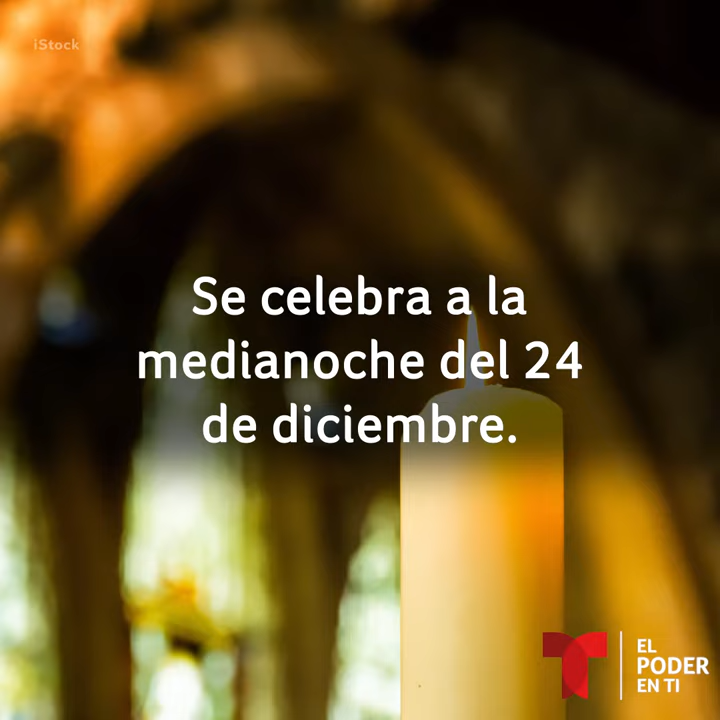 iStock
Se celebra a la
medianoche del 24
de diciembre.
EL
PODER
EN TI